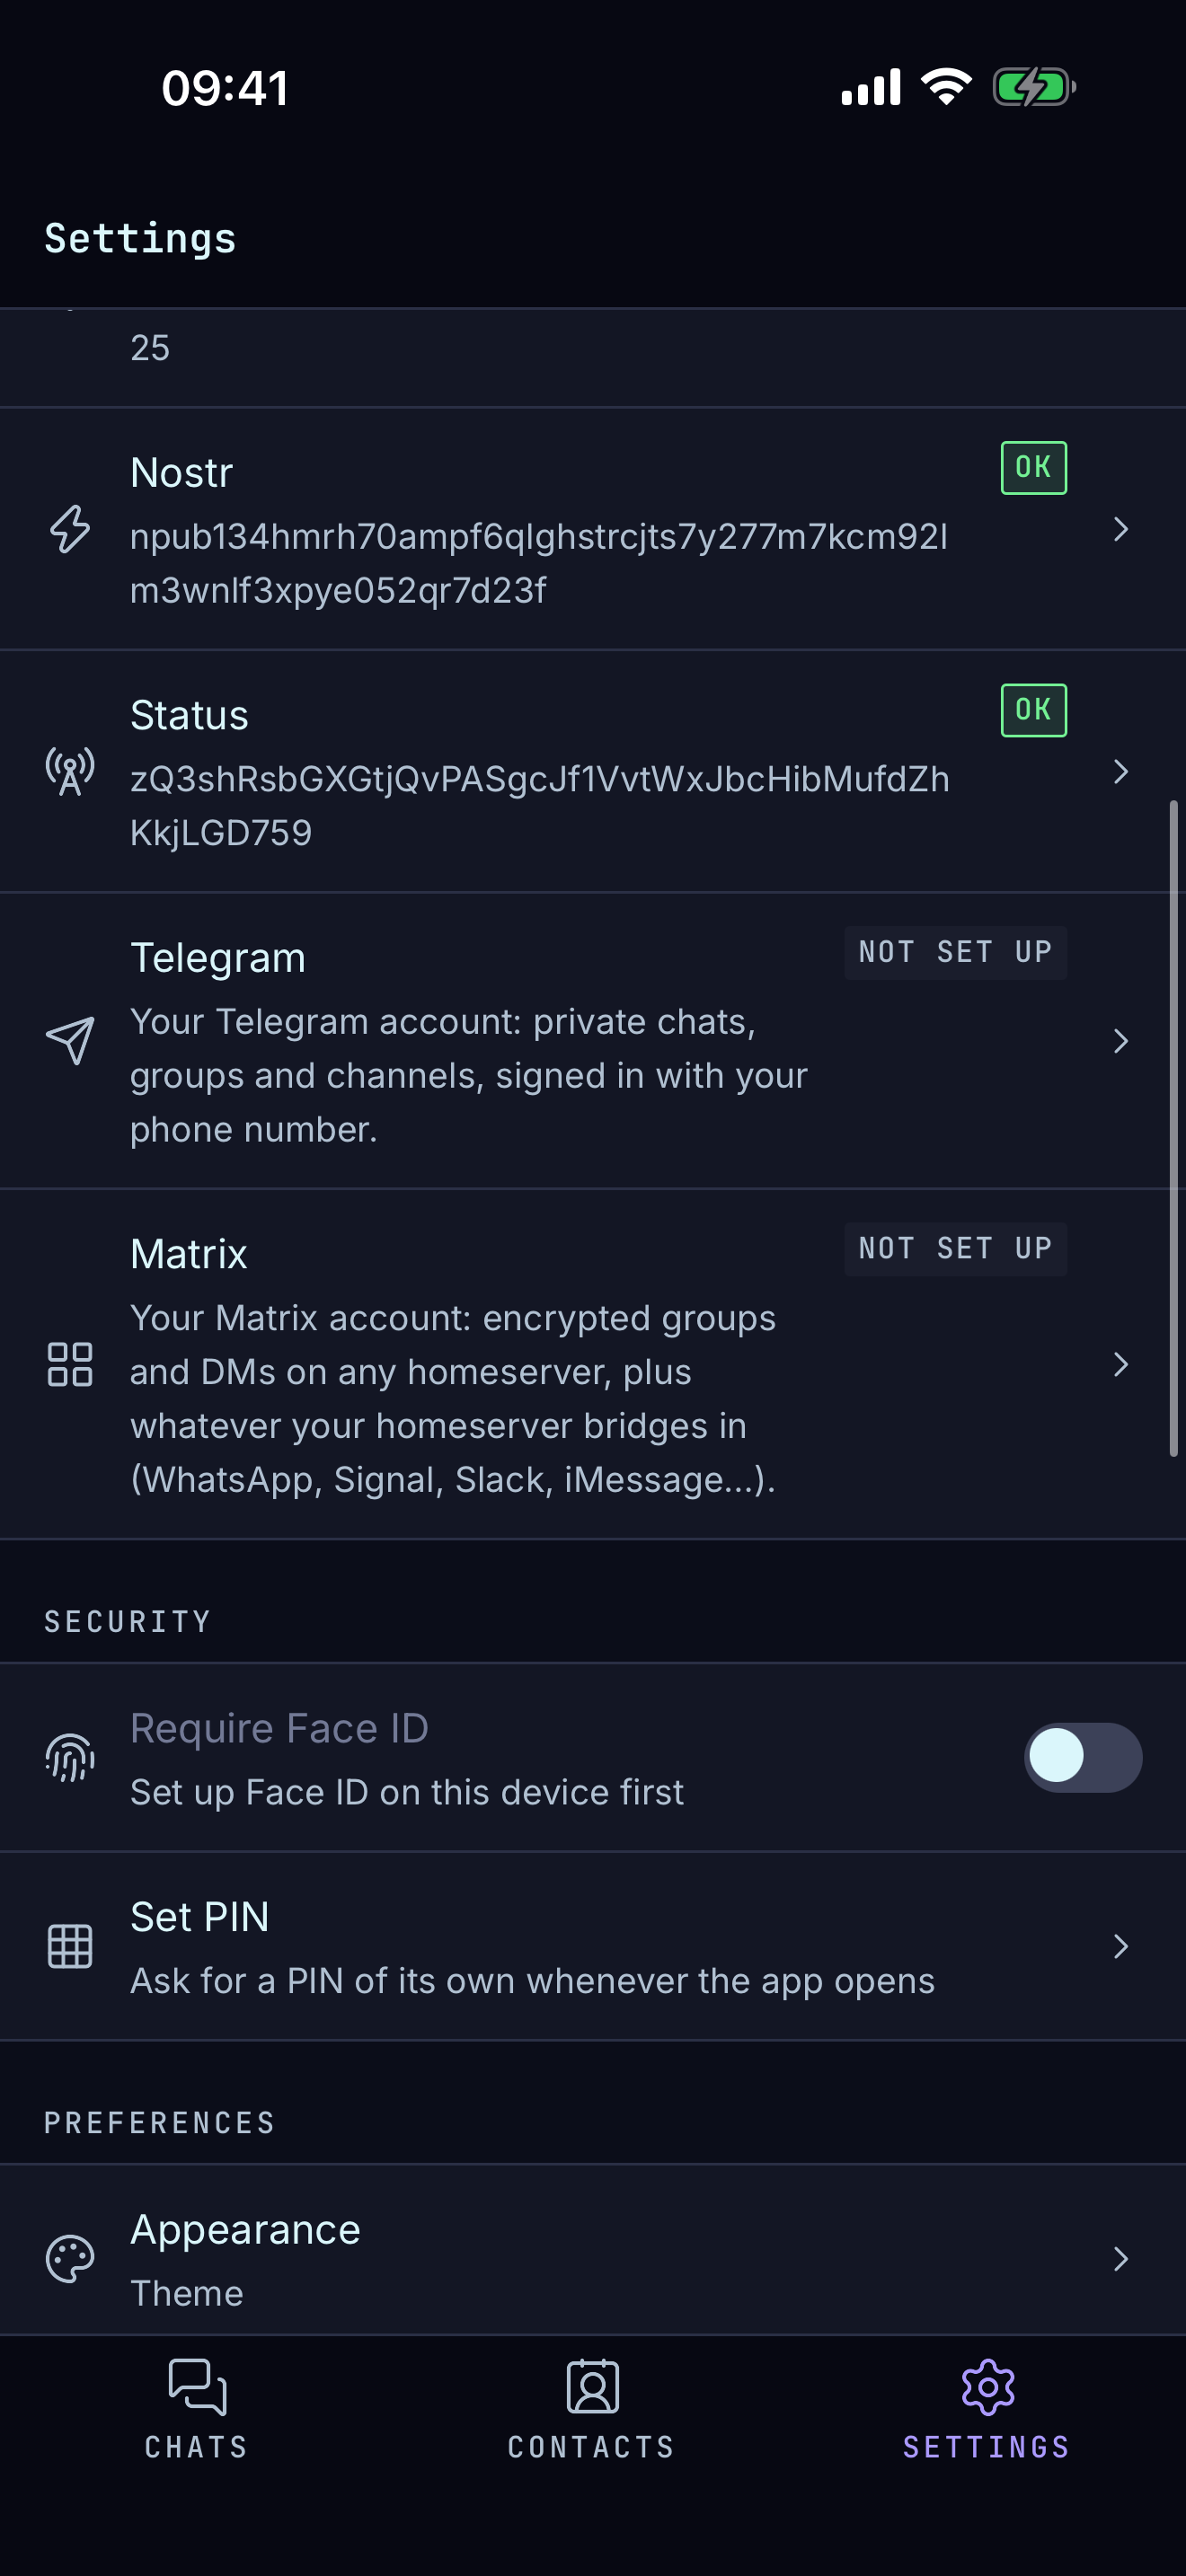 09:41
Settings
25
Nostr
OK
npub134hmrh70ampf6qlghstrcjts7y277m7kcm92l
m3wnlf3xpye052qr7d23f
Status
OK
zQ3shRsbGXGtjQvPASgcJf1VvtWxJbcHibMufdZh
KkjLGD759
Telegram
NOT SET UP
Your Telegram account: private chats,
groups and channels, signed in with your
phone number.
Matrix
NOT SET UP
Your Matrix account: encrypted groups
and DMs on any homeserver, plus
whatever your homeserver bridges in
(WhatsApp, Signal, Slack, iMessage...).
SECURITY
Require Face ID
Set up Face ID on this device first
Set PIN
Ask for a PIN of its own whenever the app opens
PREFERENCES
Appearance
Theme
CHATS
CONTACTS
SETTINGS